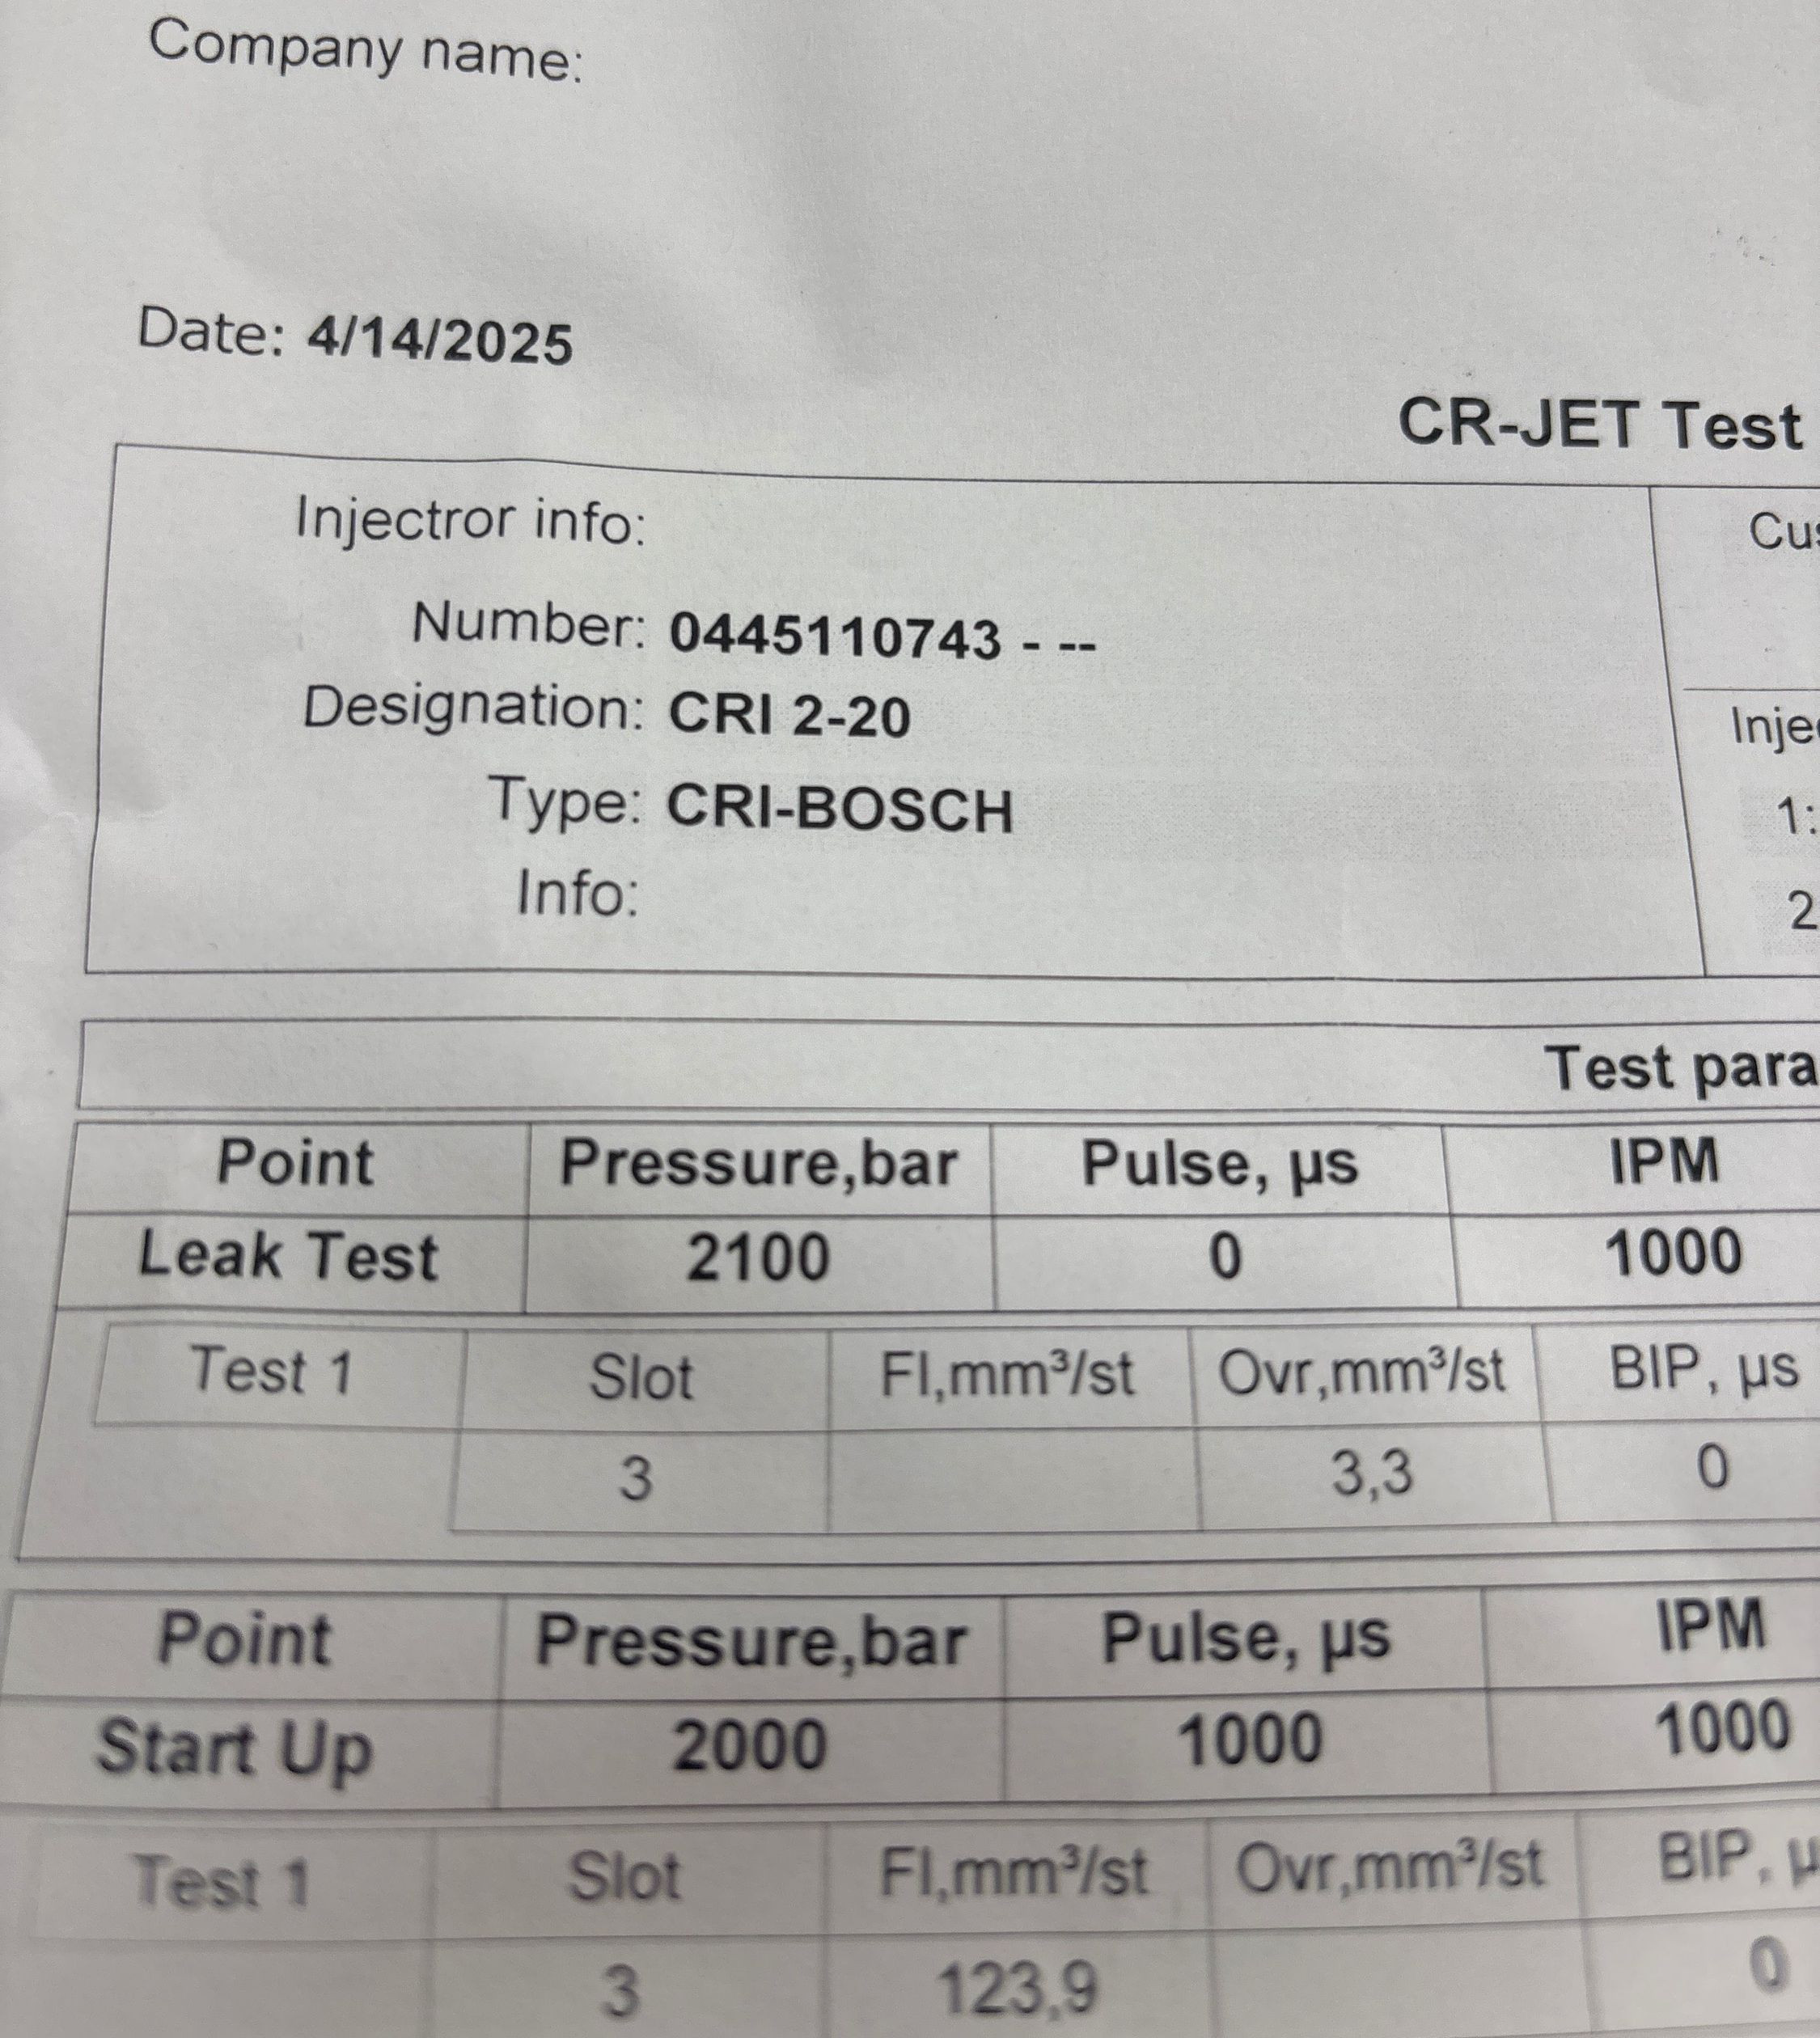 Company name:
Date: 4/14/2025
CR-JET Test
Injectror info:
Number: 0445110743 - --
Designation: CRI 2-20
Type: CRI-BOSCH
Info:
1:
2
Point Pressure,bar Pulse, µs IPM
Leak Test 2100 0 1000
Test 1 Slot Fl,mm³/st Ovr,mm³/st BIP, µs
3 3,3 0
Point Pressure,bar Pulse, µs IPM
Start Up 2000 1000 1000
Test 1 Slot Fl,mm³/st Ovr,mm³/st BIP, µ
3 123,9 0